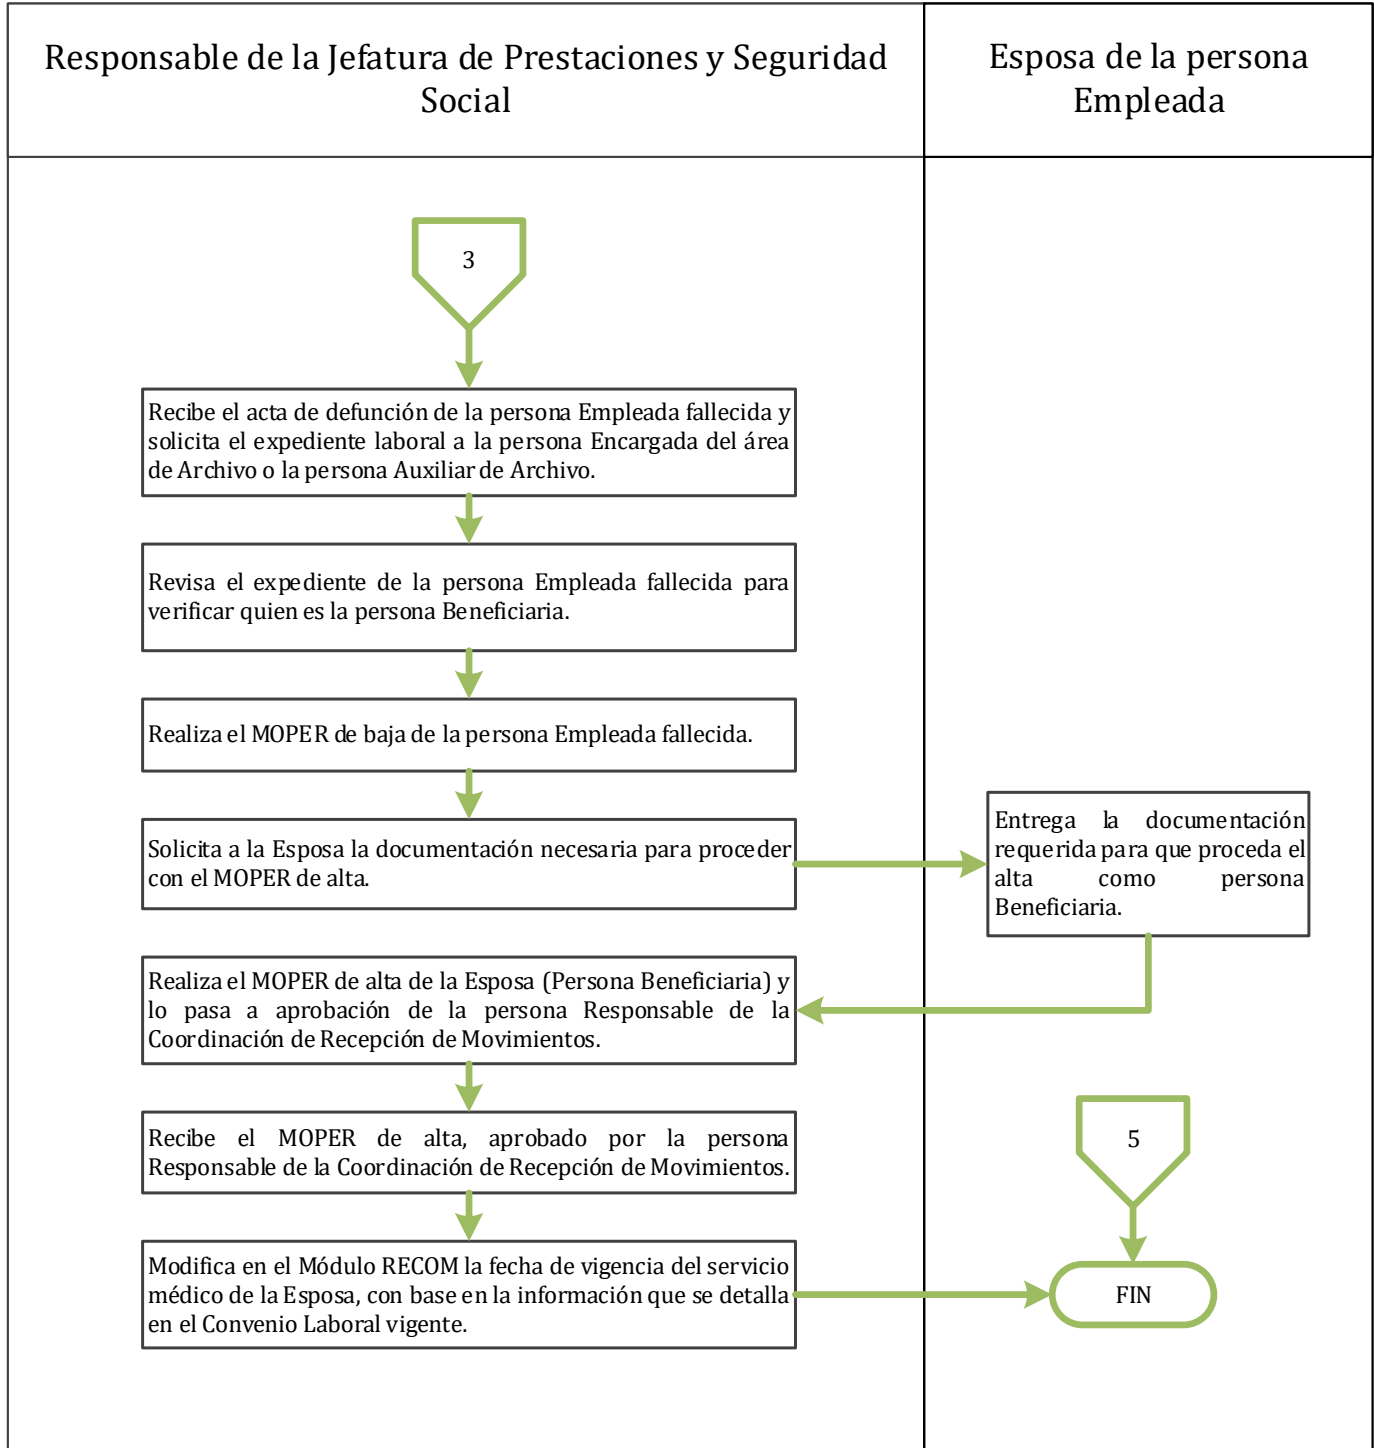 Responsable de la Jefatura de Prestaciones y Seguridad
Social
Esposa de la persona
Empleada
3
Recibe el acta de defunción de la persona Empleada fallecida y
solicita el expediente laboral a la persona Encargada del área
de Archivo o la persona Auxiliar de Archivo.
Revisa el expediente de la persona Empleada fallecida para
verificar quien es la persona Beneficiaria.
Realiza el MOPER de baja de la persona Empleada fallecida.
Solicita a la Esposa la documentación necesaria para proceder
con el MOPER de alta.
Entrega la documentación
requerida para que proceda el
alta como persona
Beneficiaria.
Realiza el MOPER de alta de la Esposa (Persona Beneficiaria) y
lo pasa a aprobación de la persona Responsable de la
Coordinación de Recepción de Movimientos.
Recibe el MOPER de alta, aprobado por la persona
Responsable de la Coordinación de Recepción de Movimientos.
5
Modifica en el Módulo RECOM la fecha de vigencia del servicio
médico de la Esposa, con base en la información que se detalla
en el Convenio Laboral vigente.
FIN